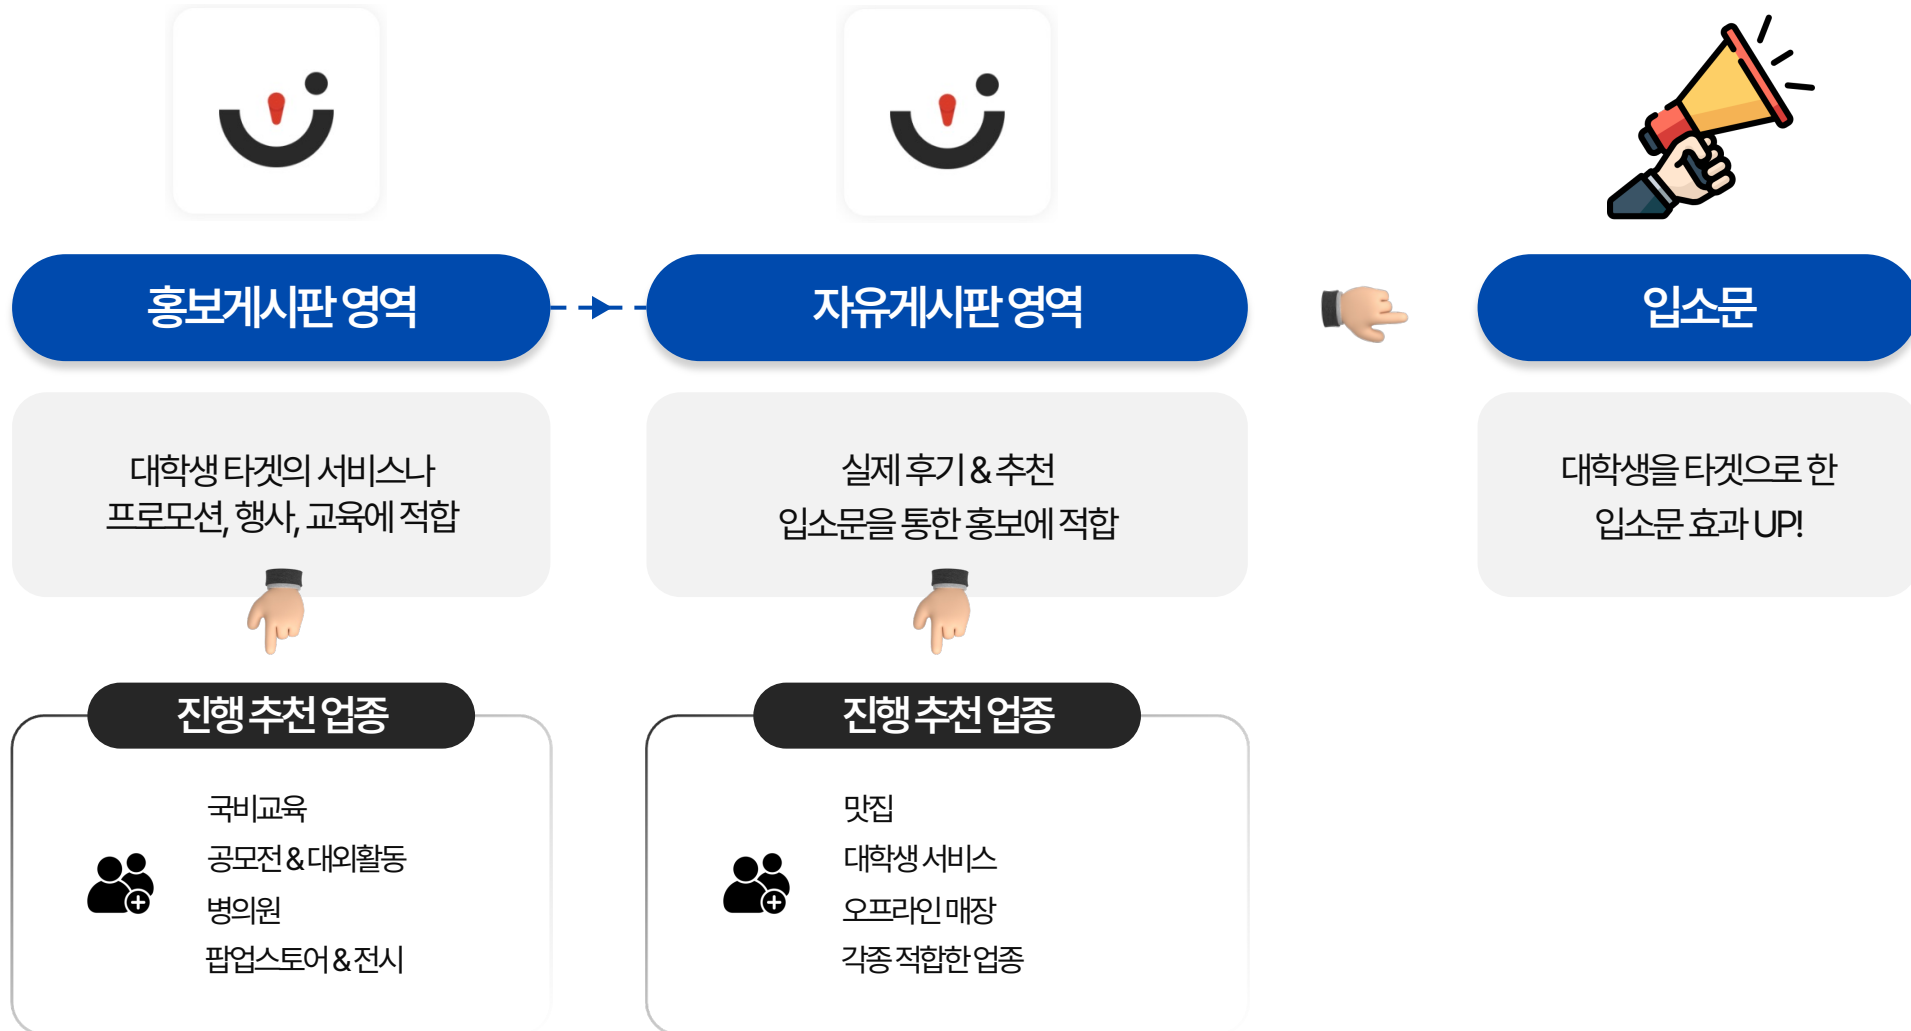 홍보게시판 영역
자유게시판 영역
입소문
대학생 타겟의 서비스나
프로모션, 행사, 교육에 적합
실제 후기 & 추천
입소문을 통한 홍보에 적합
대학생을 타겟으로 한
입소문 효과 UP!
진행 추천 업종
국비교육
공모전 & 대외활동
병의원
팝업스토어 & 전시
진행 추천 업종
맛집
대학생 서비스
오프라인 매장
각종 적합한 업종